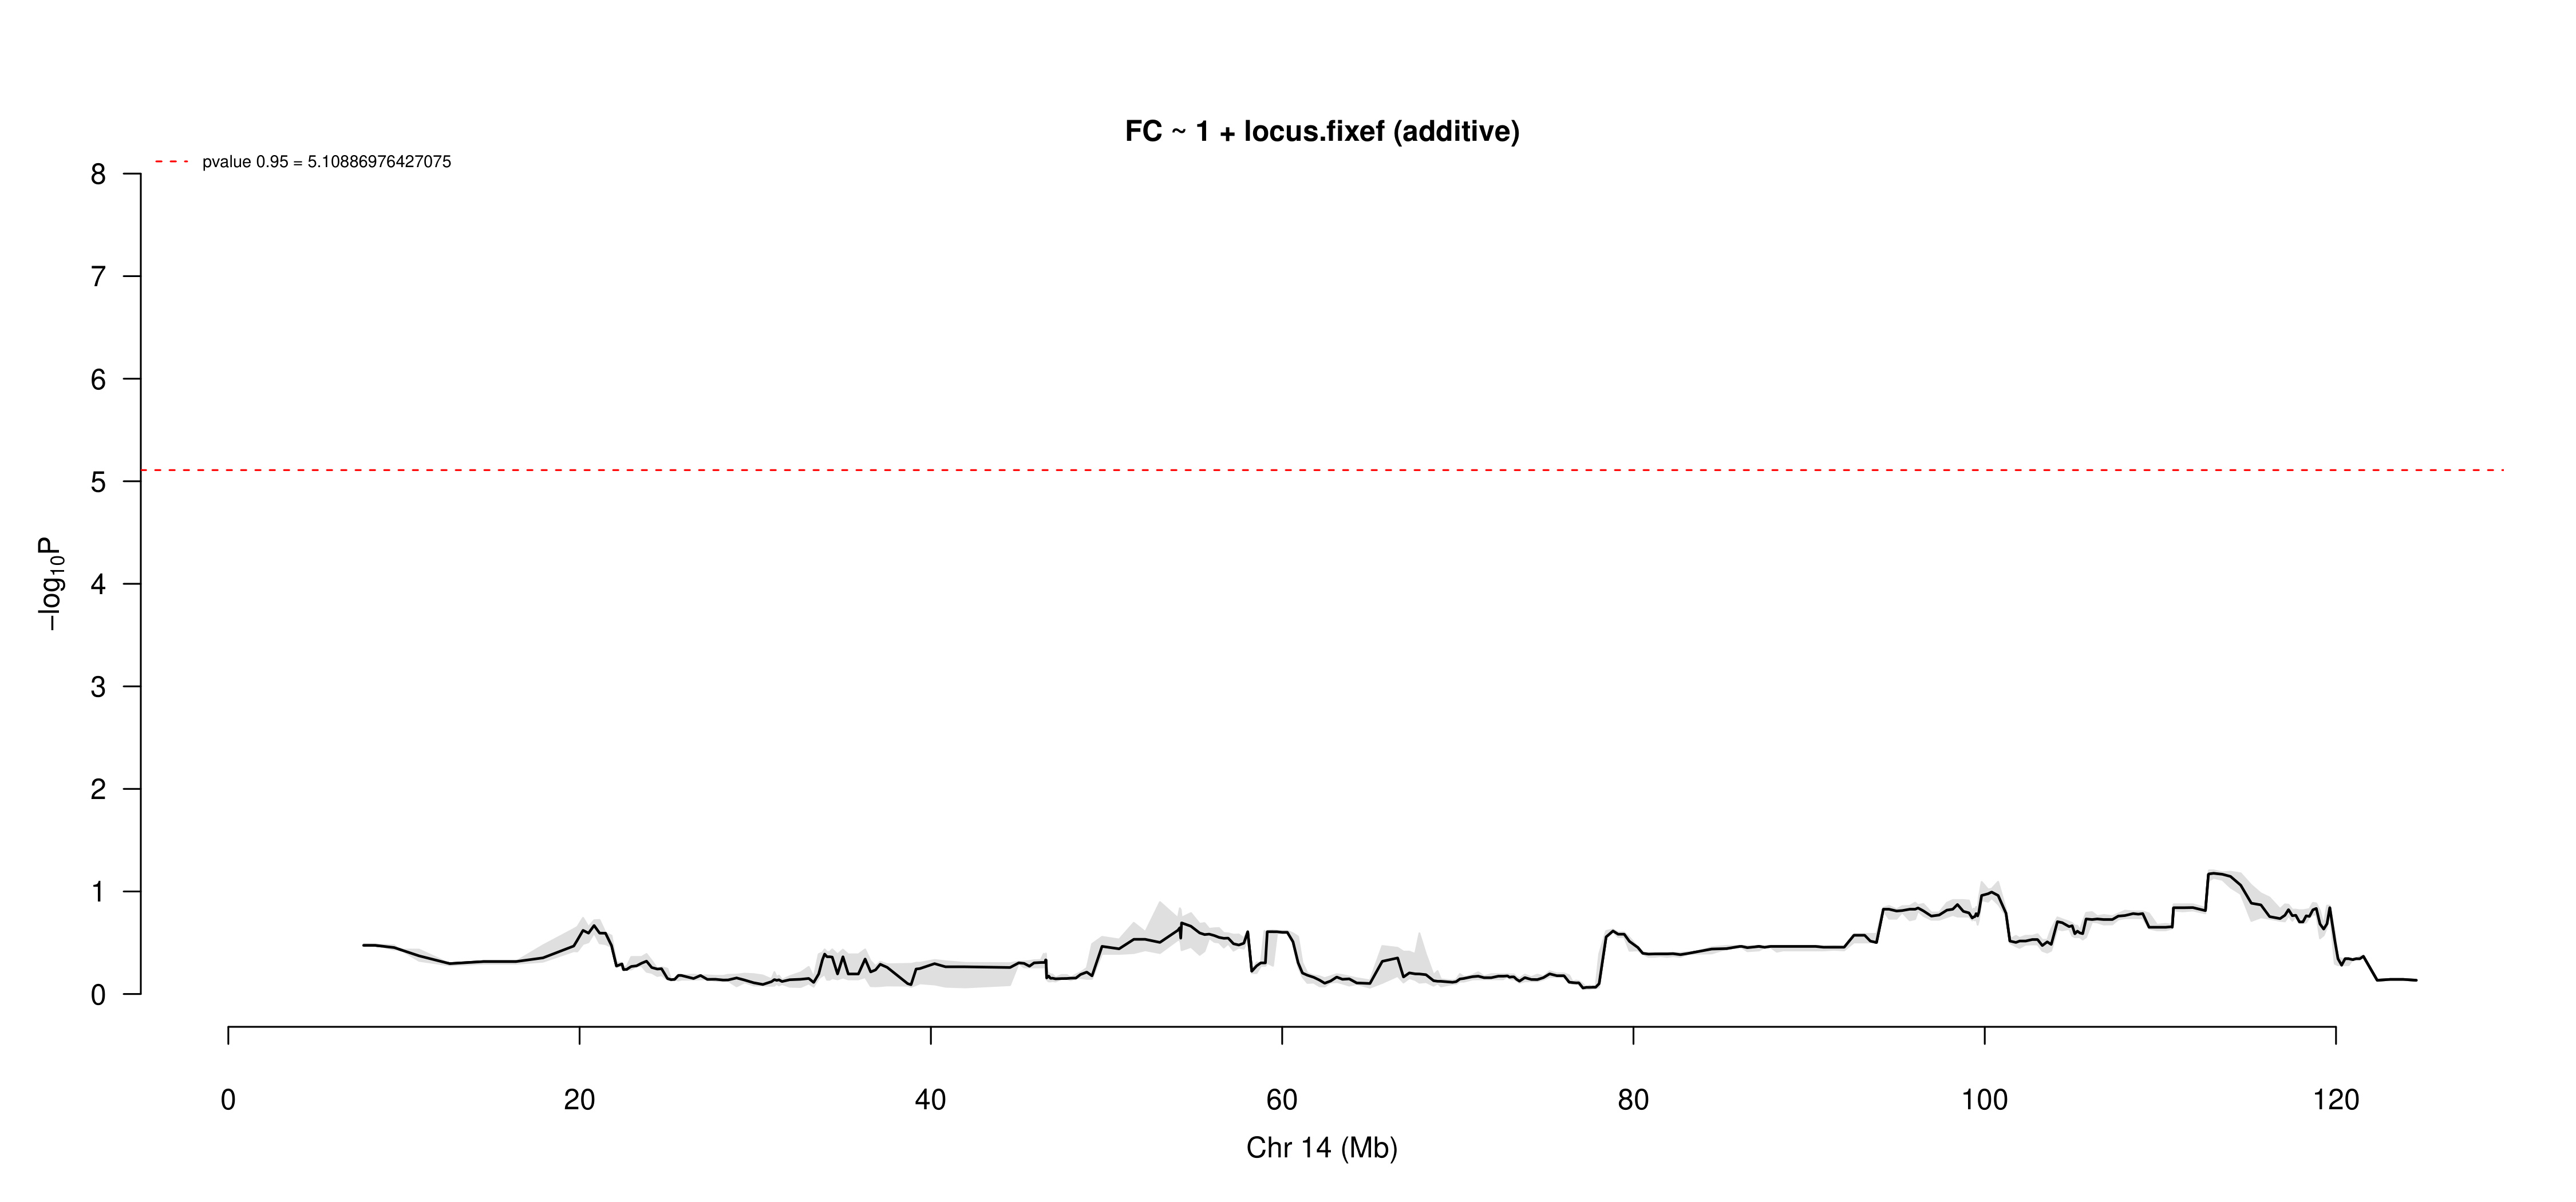 FC ~ 1 + locus.fixef (additive)
pvalue 0.95 = 5.10886976427075
8
7
6
5
4
3
2
1
0
−log10P
0 20 40 60 80 100 120
Chr 14 (Mb)